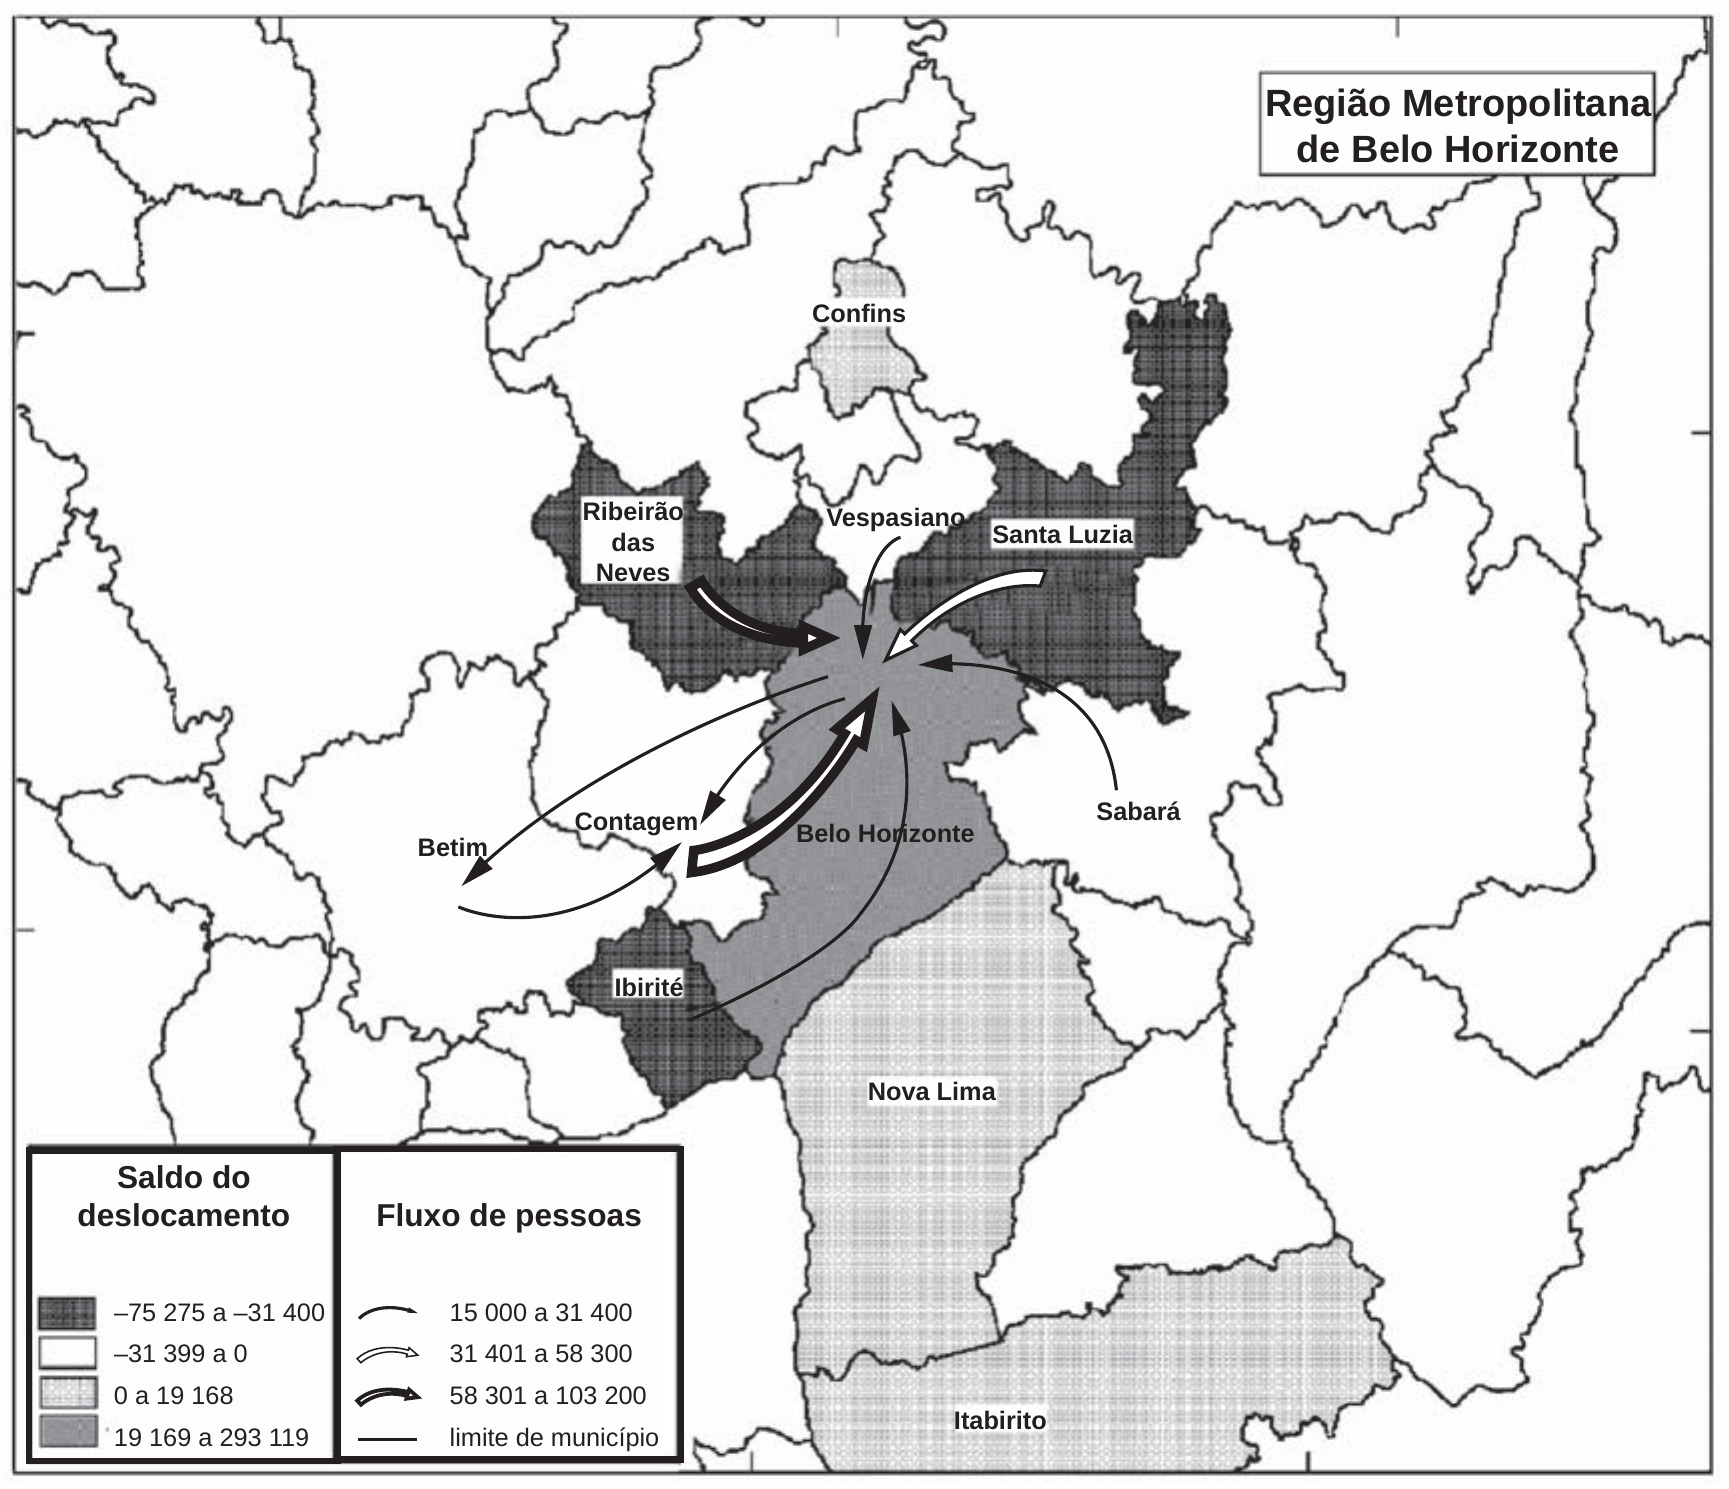 Região Metropolitana
de Belo Horizonte
Confins
Ribeirão
das
Neves
Vespasiano
Santa Luzia
Contagem
Betim
Belo Horizonte
Sabará
Ibirité
Nova Lima
Itabirito
Saldo do
deslocamento
–75 275 a –31 400
–31 399 a 0
0 a 19 168
19 169 a 293 119
Fluxo de pessoas
15 000 a 31 400
31 401 a 58 300
58 301 a 103 200
limite de município